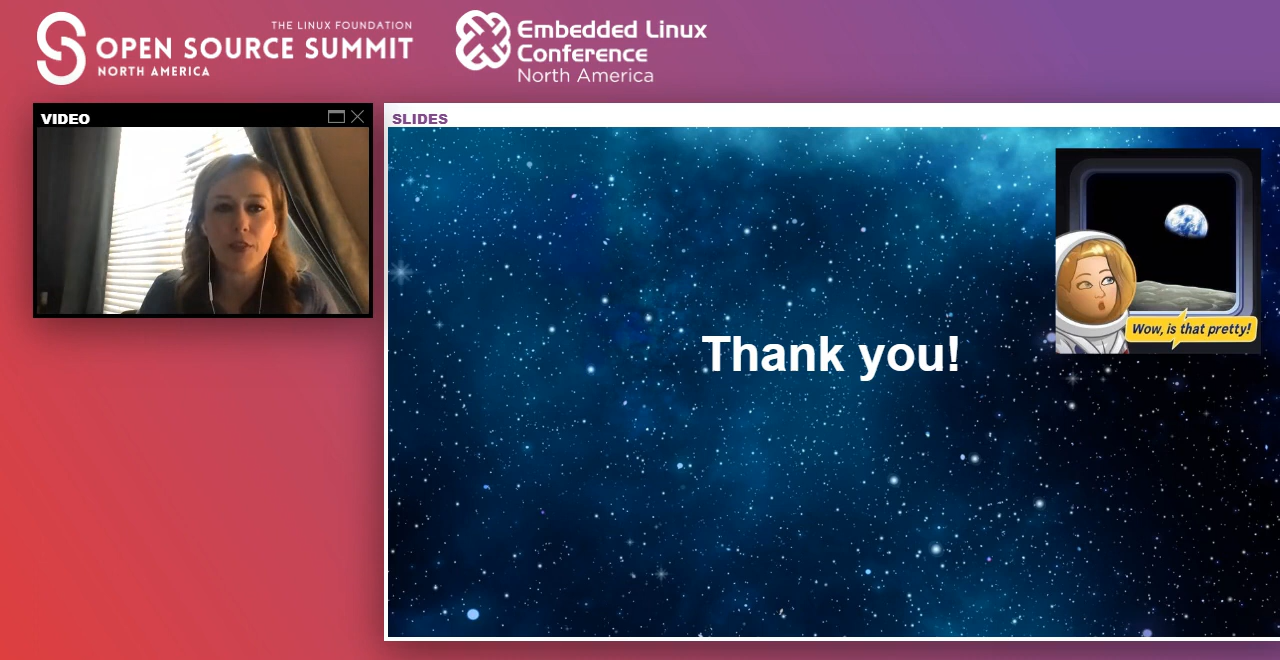 THE LINUX FOUNDATION
OPEN SOURCE SUMMIT
NORTH AMERICA
Embedded Linux
Conference
North America
VIDEO
SLIDES
Thank you!
Wow, is that pretty!